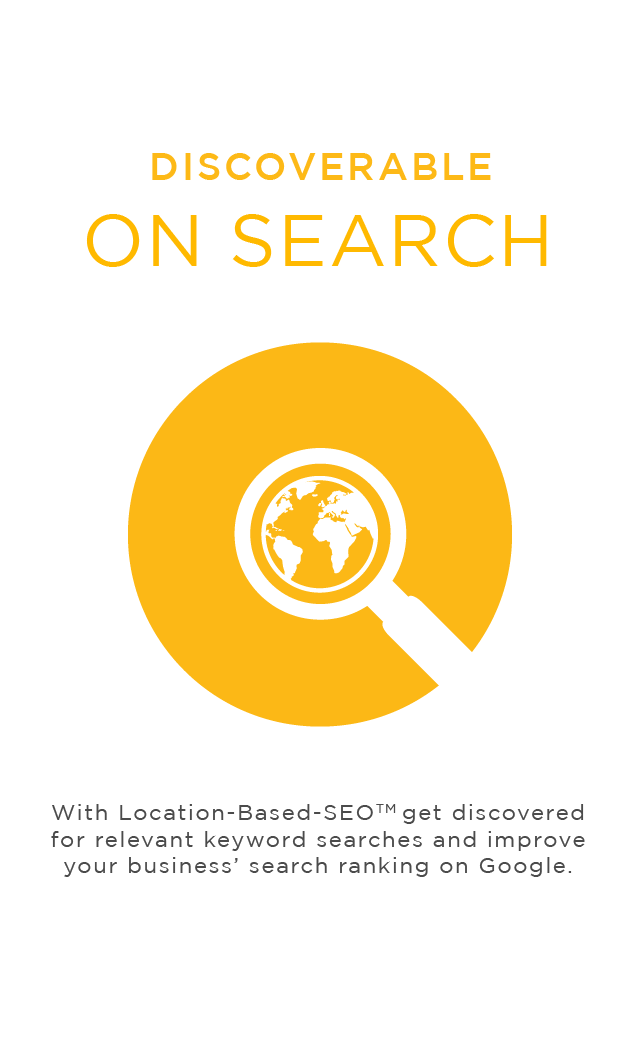 DISCOVERABLE
ON SEARCH
With Location-Based-SEO™ get discovered
for relevant keyword searches and improve
your business’ search ranking on Google.